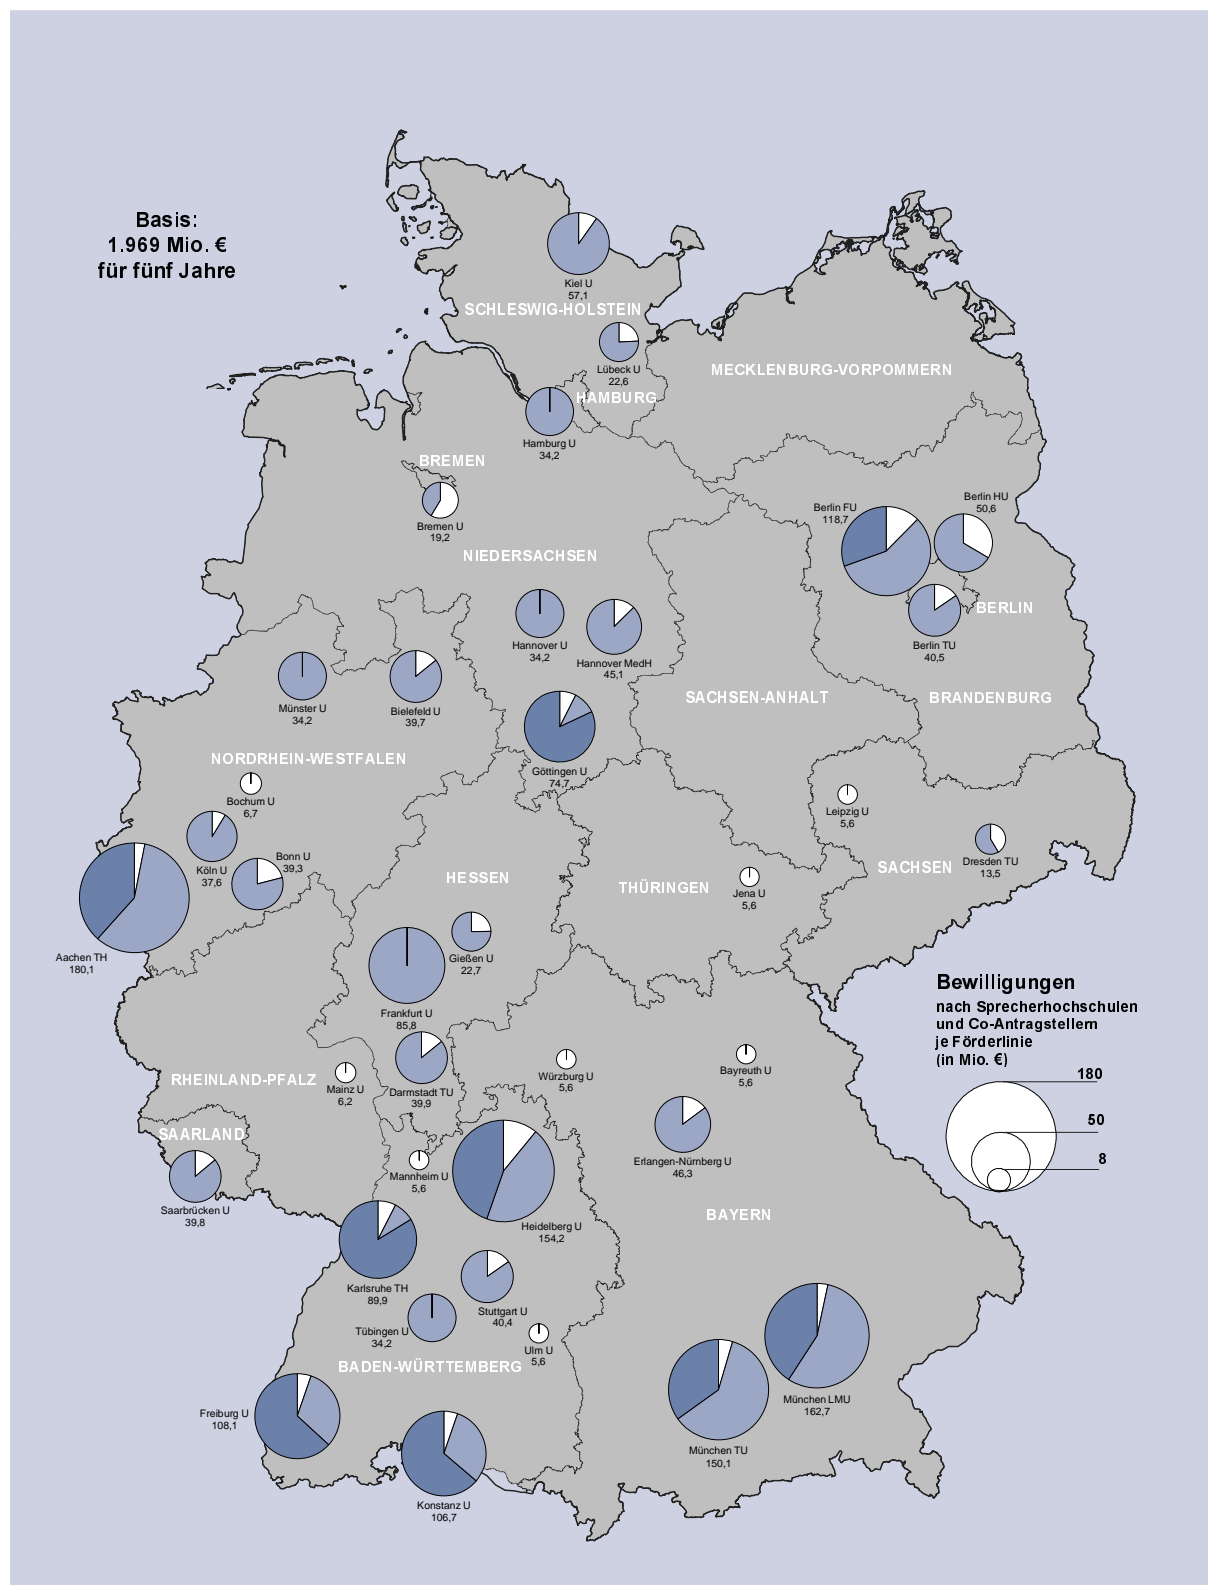 Basis:
1.969 Mio. €
für fünf Jahre
Kiel U
57,1
SCHLESWIG-HOLSTEIN
Lübeck U
22,6
MECKLENBURG-VORPOMMERN
HAMBURG
Hamburg U
34,2
BREMEN
Bremen U
19,2
Berlin HU
50,6
Berlin FU
118,7
NIEDERSACHSEN
BERLIN
Berlin TU
40,5
Hannover U
34,2
Hannover MedH
45,1
Münster U
34,2
Bielefeld U
39,7
SACHSEN-ANHALT
BRANDENBURG
NORDRHEIN-WESTFALEN
Göttingen U
74,7
Bochum U
6,7
Leipzig U
5,6
Köln U
37,6
Bonn U
39,3
Dresden TU
13,5
SACHSEN
HESSEN
THÜRINGEN
Jena U
5,6
Aachen TH
180,1
Gießen U
22,7
Frankfurt U
85,8
Bewilligungen
nach Sprecherhochschulen
und Co-Antragstellern
je Förderlinie
(in Mio. €)
180
50
8
RHEINLAND-PFALZ
Mainz U
6,2
Darmstadt TU
39,9
Würzburg U
5,6
Bayreuth U
5,6
SAARLAND
Saarbrücken U
39,8
Mannheim U
5,6
Erlangen-Nürnberg U
46,3
Heidelberg U
154,2
BAYERN
Karlsruhe TH
89,9
Stuttgart U
40,4
Tübingen U
34,2
Ulm U
5,6
BADEN-WÜRTTEMBERG
München LMU
162,7
Freiburg U
108,1
München TU
150,1
Konstanz U
106,7